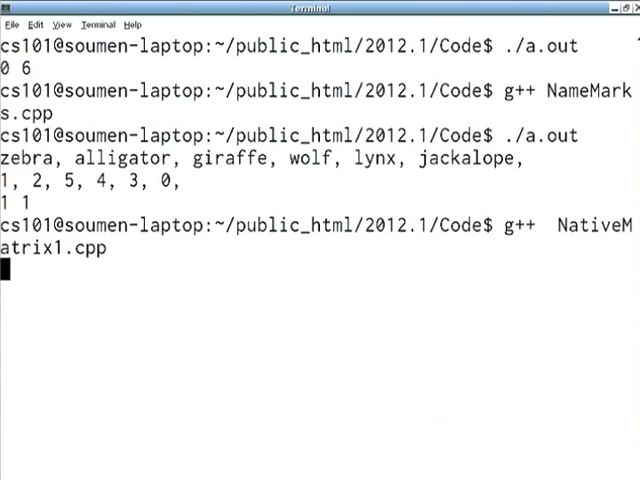 Terminal
File Edit View Terminal Help
cs101@soumen-laptop:~/public_html/2012.1/Code$ ./a.out
0 6
cs101@soumen-laptop:~/public_html/2012.1/Code$ g++ NameMark
s.cpp
cs101@soumen-laptop:~/public_html/2012.1/Code$ ./a.out
zebra, alligator, giraffe, wolf, lynx, jackalope,
1, 2, 5, 4, 3, 0,
1 1
cs101@soumen-laptop:~/public_html/2012.1/Code$ g++  NativeM
atrix1.cpp